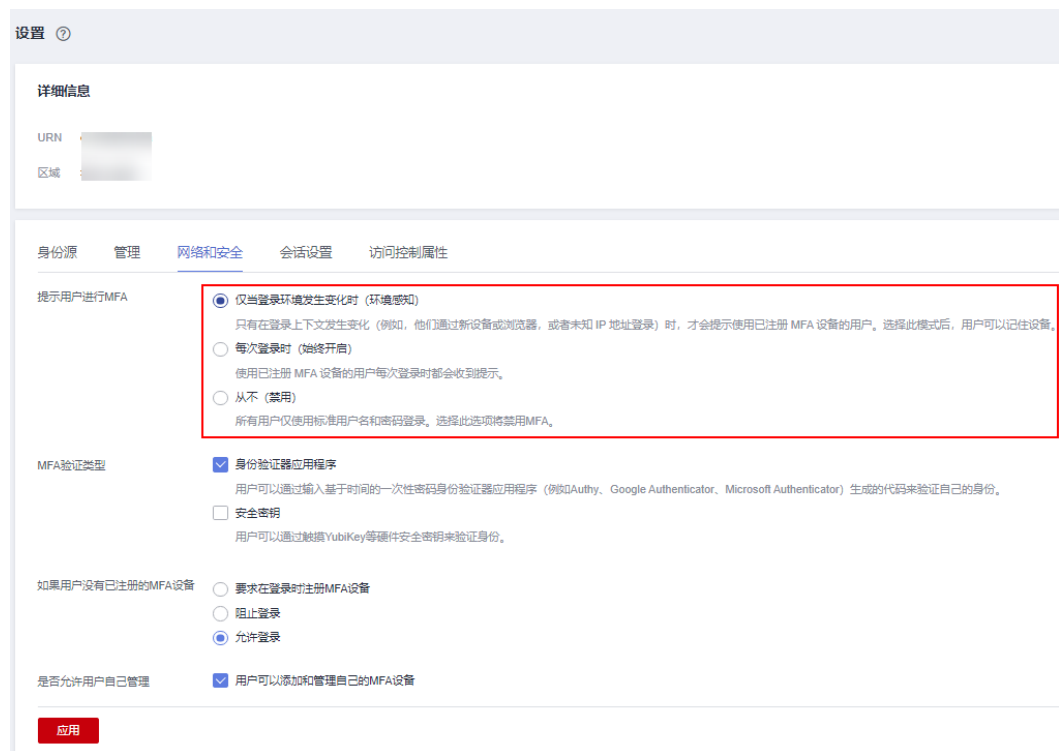 设置
详细信息
URN
区域
身份源 管理 网络和安全 会话设置 访问控制属性
提示用户进行MFA
仅当登录环境发生变化时（环境感知）
只有在登录上下文发生变化（例如，他们通过新设备或浏览器，或者未知 IP 地址登录）时，才会提示使用已注册 MFA 设备的用户。选择此模式后，用户可以记住设备。
每次登录时（始终开启）
使用已注册 MFA 设备的用户每次登录时都会收到提示。
从不（禁用）
所有用户仅使用标准用户名和密码登录。选择此选项将禁用MFA。
MFA验证类型
身份验证器应用程序
用户可以通过输入基于时间的一次性密码身份验证器应用程序（例如Authy、Google Authenticator、Microsoft Authenticator）生成的代码来验证自己的身份。
安全密钥
用户可以通过触摸YubiKey等硬件安全密钥来验证身份。
如果用户没有已注册的MFA设备
要求在登录时注册MFA设备
阻止登录
允许登录
是否允许用户自己管理
用户可以添加和管理自己的MFA设备
应用